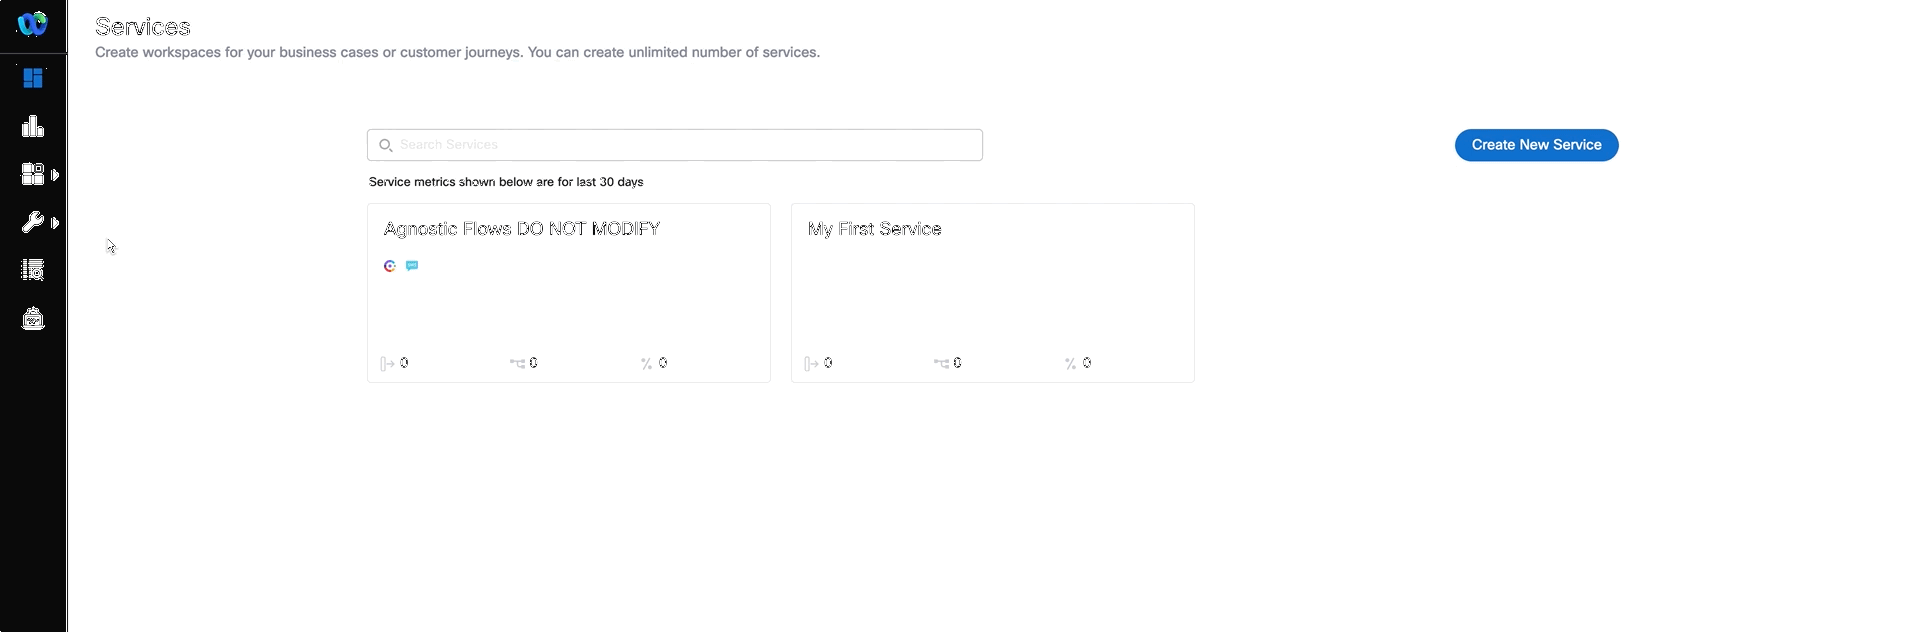 Services
Create workspaces for your business cases or customer journeys. You can create unlimited number of services.
Search Services
Create New Service
Service metrics shown below are for last 30 days
Agnostic Flows DO NOT MODIFY
My First Service
0 0 0
0 0 0